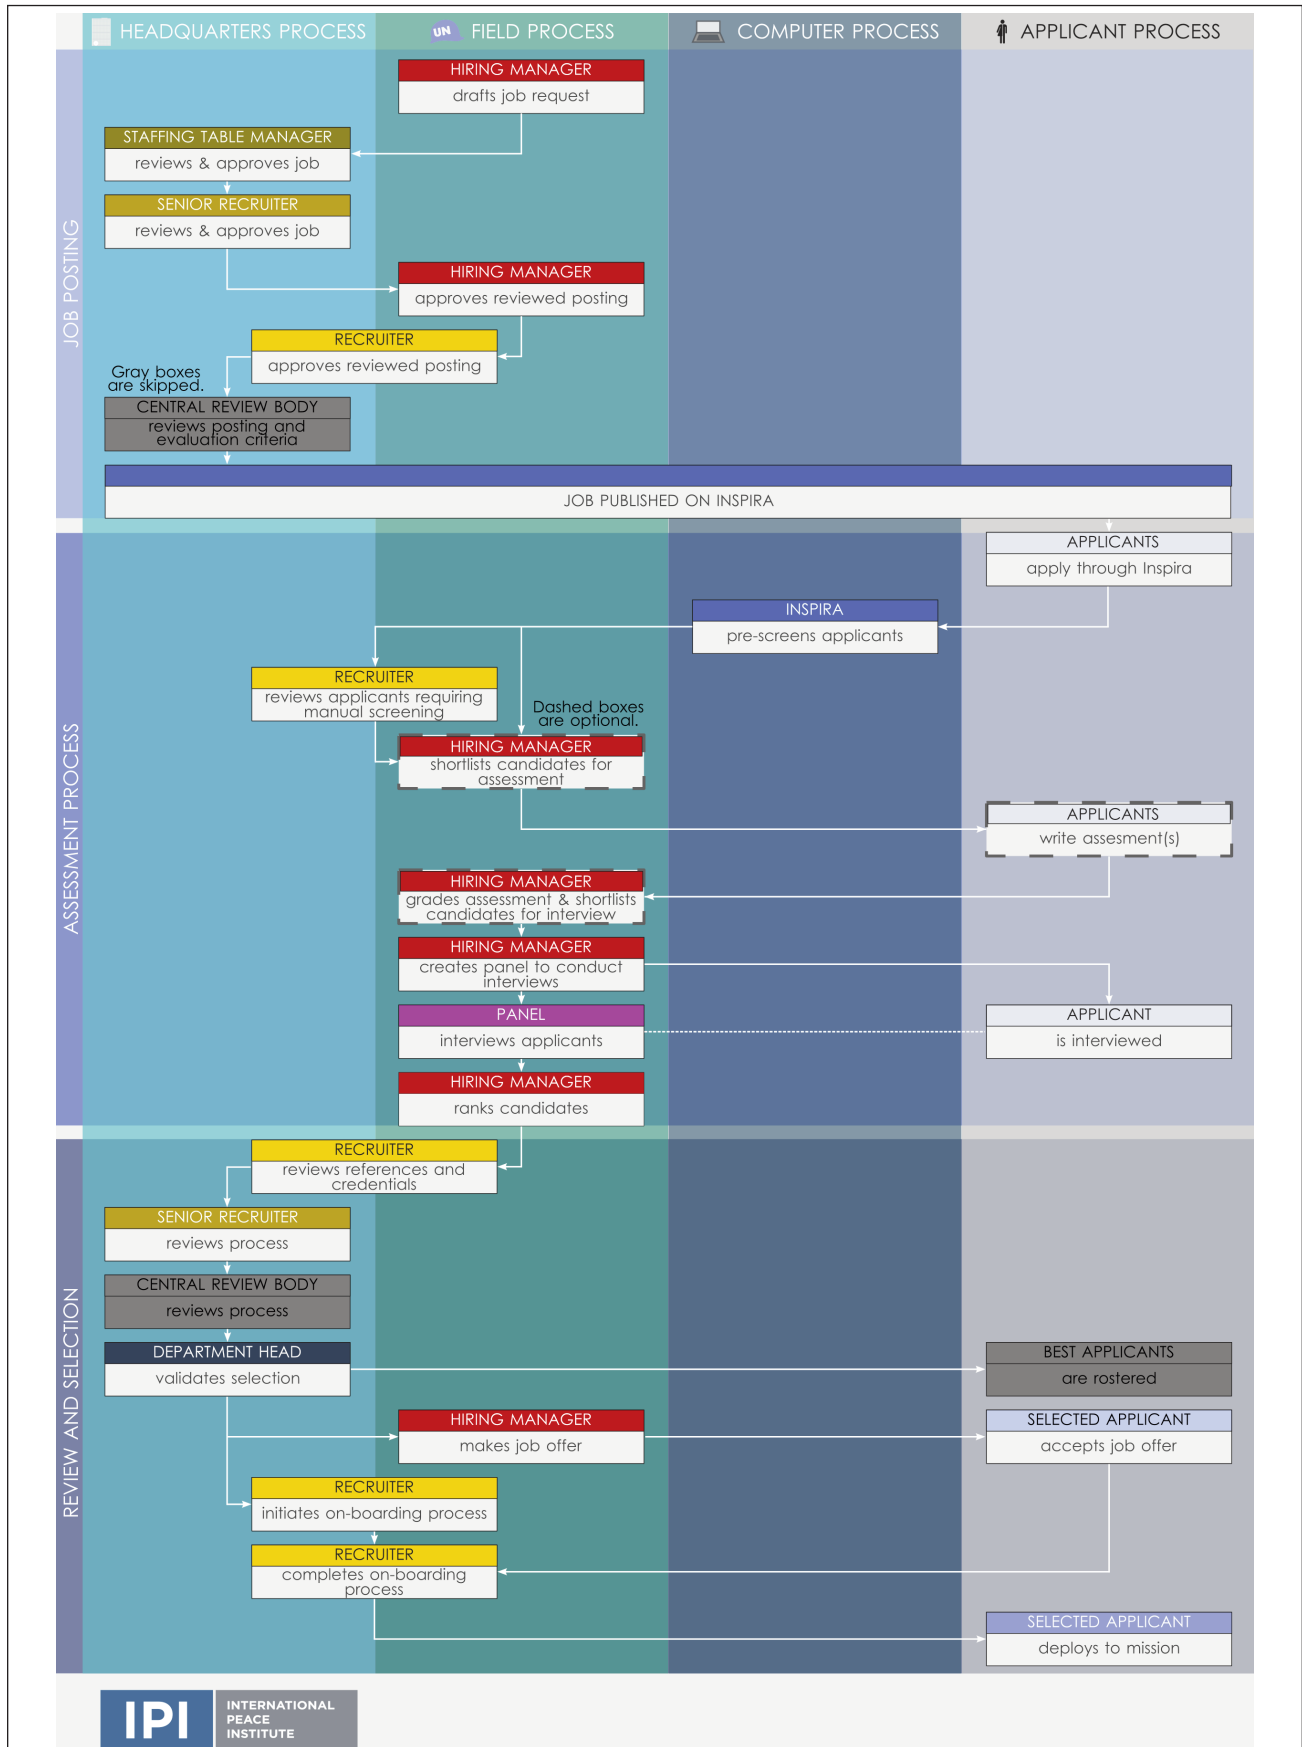 HEADQUARTERS PROCESS
UN
FIELD PROCESS
COMPUTER PROCESS
APPLICANT PROCESS
JOB POSTING
HIRING MANAGER
drafts job request
STAFFING TABLE MANAGER
reviews & approves job
SENIOR RECRUITER
reviews & approves job
HIRING MANAGER
approves reviewed posting
RECRUITER
approves reviewed posting
Gray boxes
are skipped.
CENTRAL REVIEW BODY
reviews posting and
evaluation criteria
JOB PUBLISHED ON INSPIRA
ASSESSMENT PROCESS
APPLICANTS
apply through Inspira
INSPIRA
pre-screens applicants
RECRUITER
reviews applicants requiring
manual screening
Dashed boxes
are optional.
HIRING MANAGER
shortlists candidates for
assessment
APPLICANTS
write assesment(s)
HIRING MANAGER
grades assessment & shortlists
candidates for interview
HIRING MANAGER
creates panel to conduct
interviews
PANEL
interviews applicants
APPLICANT
is interviewed
HIRING MANAGER
ranks candidates
REVIEW AND SELECTION
RECRUITER
reviews references and
credentials
SENIOR RECRUITER
reviews process
CENTRAL REVIEW BODY
reviews process
DEPARTMENT HEAD
validates selection
BEST APPLICANTS
are rostered
HIRING MANAGER
makes job offer
SELECTED APPLICANT
accepts job offer
RECRUITER
initiates on-boarding process
RECRUITER
completes on-boarding
process
SELECTED APPLICANT
deploys to mission
IPI
INTERNATIONAL
PEACE
INSTITUTE